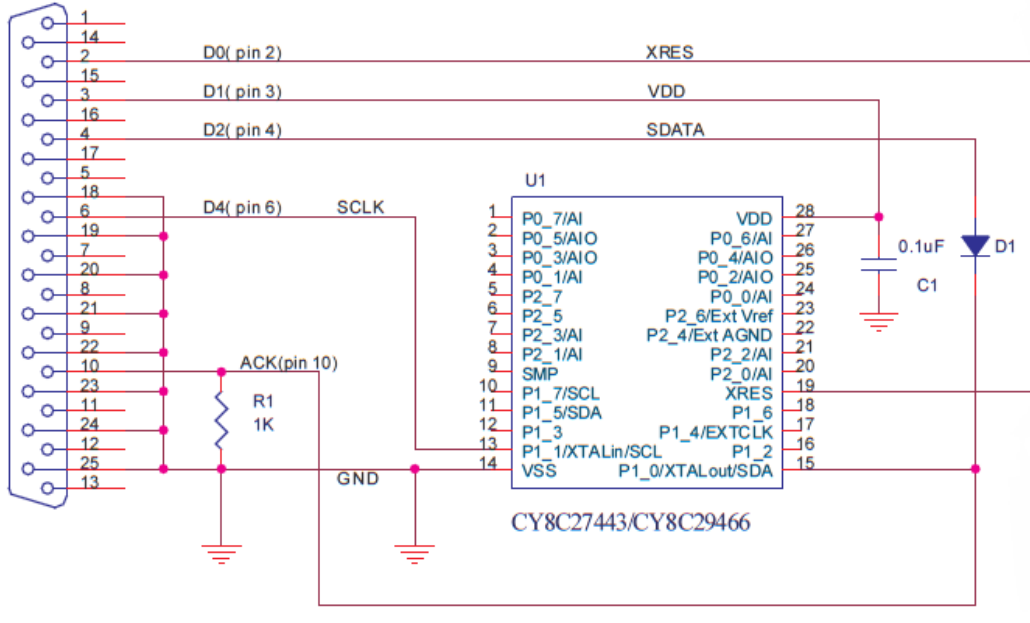 1
14
2
D0( pin 2)
XRES
15
3
D1( pin 3)
VDD
16
4
D2( pin 4)
SDATA
17
5
18
6
D4( pin 6)
SCLK
19
7
20
8
21
9
22
10
ACK(pin 10)
23
11
24
12
25
13
R1
1K
GND
U1
1 P0_7/AI
2 P0_5/AIO
3 P0_3/AIO
4 P0_1/AI
5 P2_7
6 P2_5
7 P2_3/AI
8 P2_1/AI
9 SMP
10 P1_7/SCL
11 P1_5/SDA
12 P1_3
13 P1_1/XTALin/SCL
14 VSS
VDD 28
P0_6/AI 27
P0_4/AIO 26
P0_2/AIO 25
P0_0/AI 24
P2_6/Ext Vref 23
P2_4/Ext AGND 22
P2_2/AI 21
P2_0/AI 20
XRES 19
P1_6 18
P1_4/EXTCLK 17
P1_2 16
P1_0/XTALout/SDA 15
0.1uF
C1
D1
CY8C27443/CY8C29466